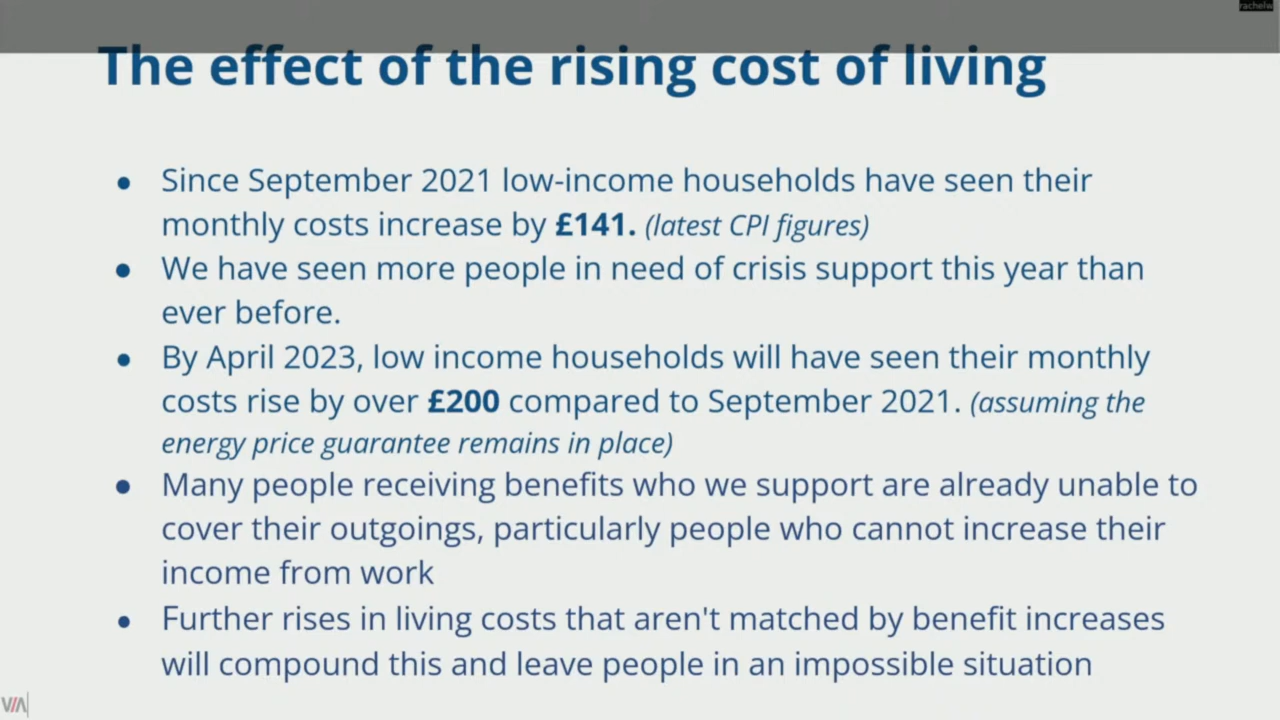 rachelw
The effect of the rising cost of living
● Since September 2021 low-income households have seen their
monthly costs increase by £141. (latest CPI figures)
● We have seen more people in need of crisis support this year than
ever before.
● By April 2023, low income households will have seen their monthly
costs rise by over £200 compared to September 2021. (assuming the
energy price guarantee remains in place)
● Many people receiving benefits who we support are already unable to
cover their outgoings, particularly people who cannot increase their
income from work
● Further rises in living costs that aren't matched by benefit increases
will compound this and leave people in an impossible situation
VIA